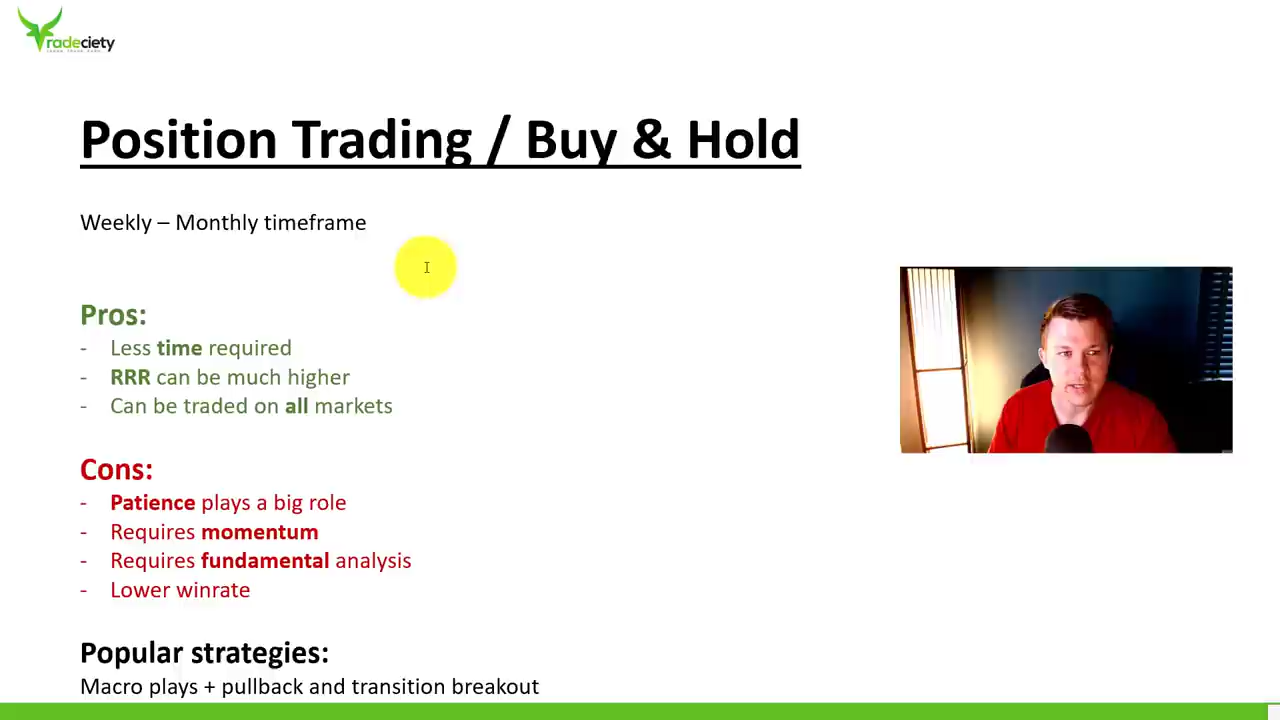 radeciety
Position Trading / Buy & Hold
Weekly – Monthly timeframe
Pros:
- Less time required
- RRR can be much higher
- Can be traded on all markets
Cons:
- Patience plays a big role
- Requires momentum
- Requires fundamental analysis
- Lower winrate
Popular strategies:
Macro plays + pullback and transition breakout